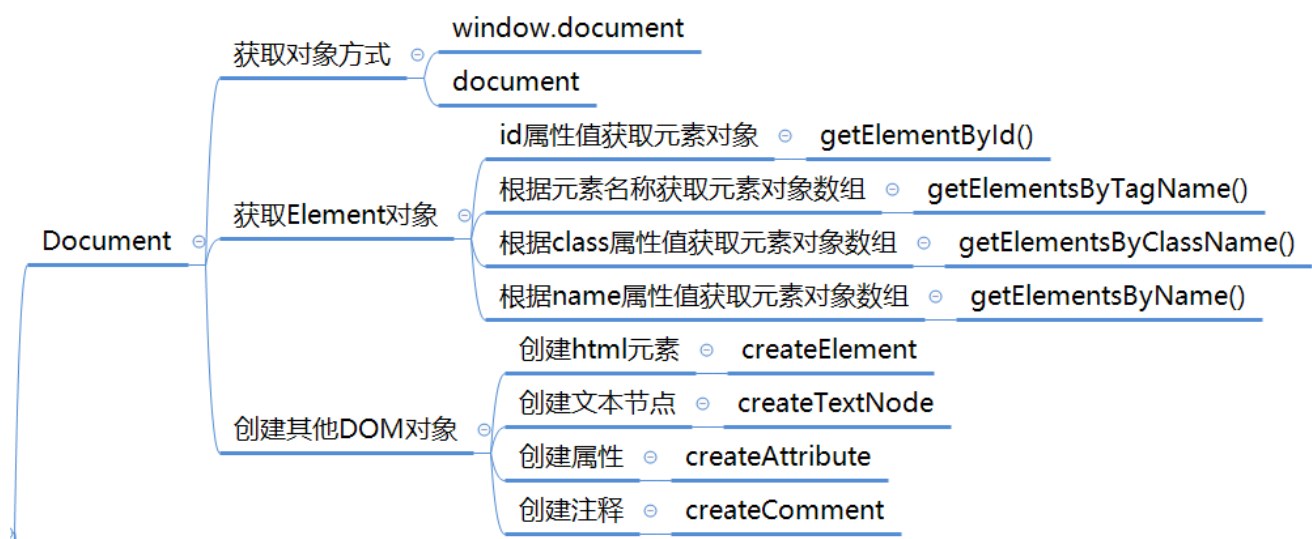 Document
获取对象方式
window.document
document
获取Element对象
id属性值获取元素对象
getElementById()
根据元素名称获取元素对象数组
getElementsByTagName()
根据class属性值获取元素对象数组
getElementsByClassName()
根据name属性值获取元素对象数组
getElementsByName()
创建其他DOM对象
创建html元素
createElement
创建文本节点
createTextNode
创建属性
createAttribute
创建注释
createComment